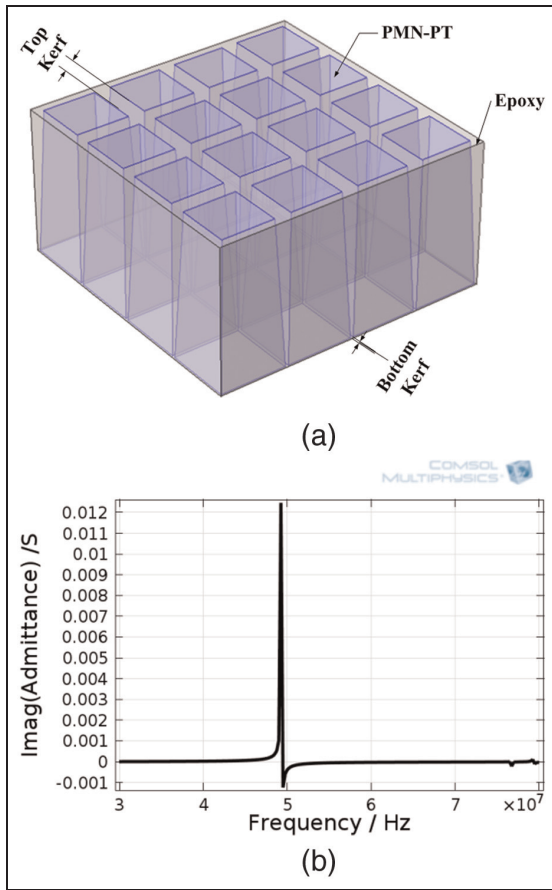 Top
Kerf
PMN-PT
Epoxy
Bottom
Kerf
(a)
COMSOL
MULTIPHYSICS
Imag(Admittance) /S
0.012
0.011
0.01
0.009
0.008
0.007
0.006
0.005
0.004
0.003
0.002
0.001
0
-0.001
3
4
5
6
7
×10⁷
Frequency / Hz
(b)